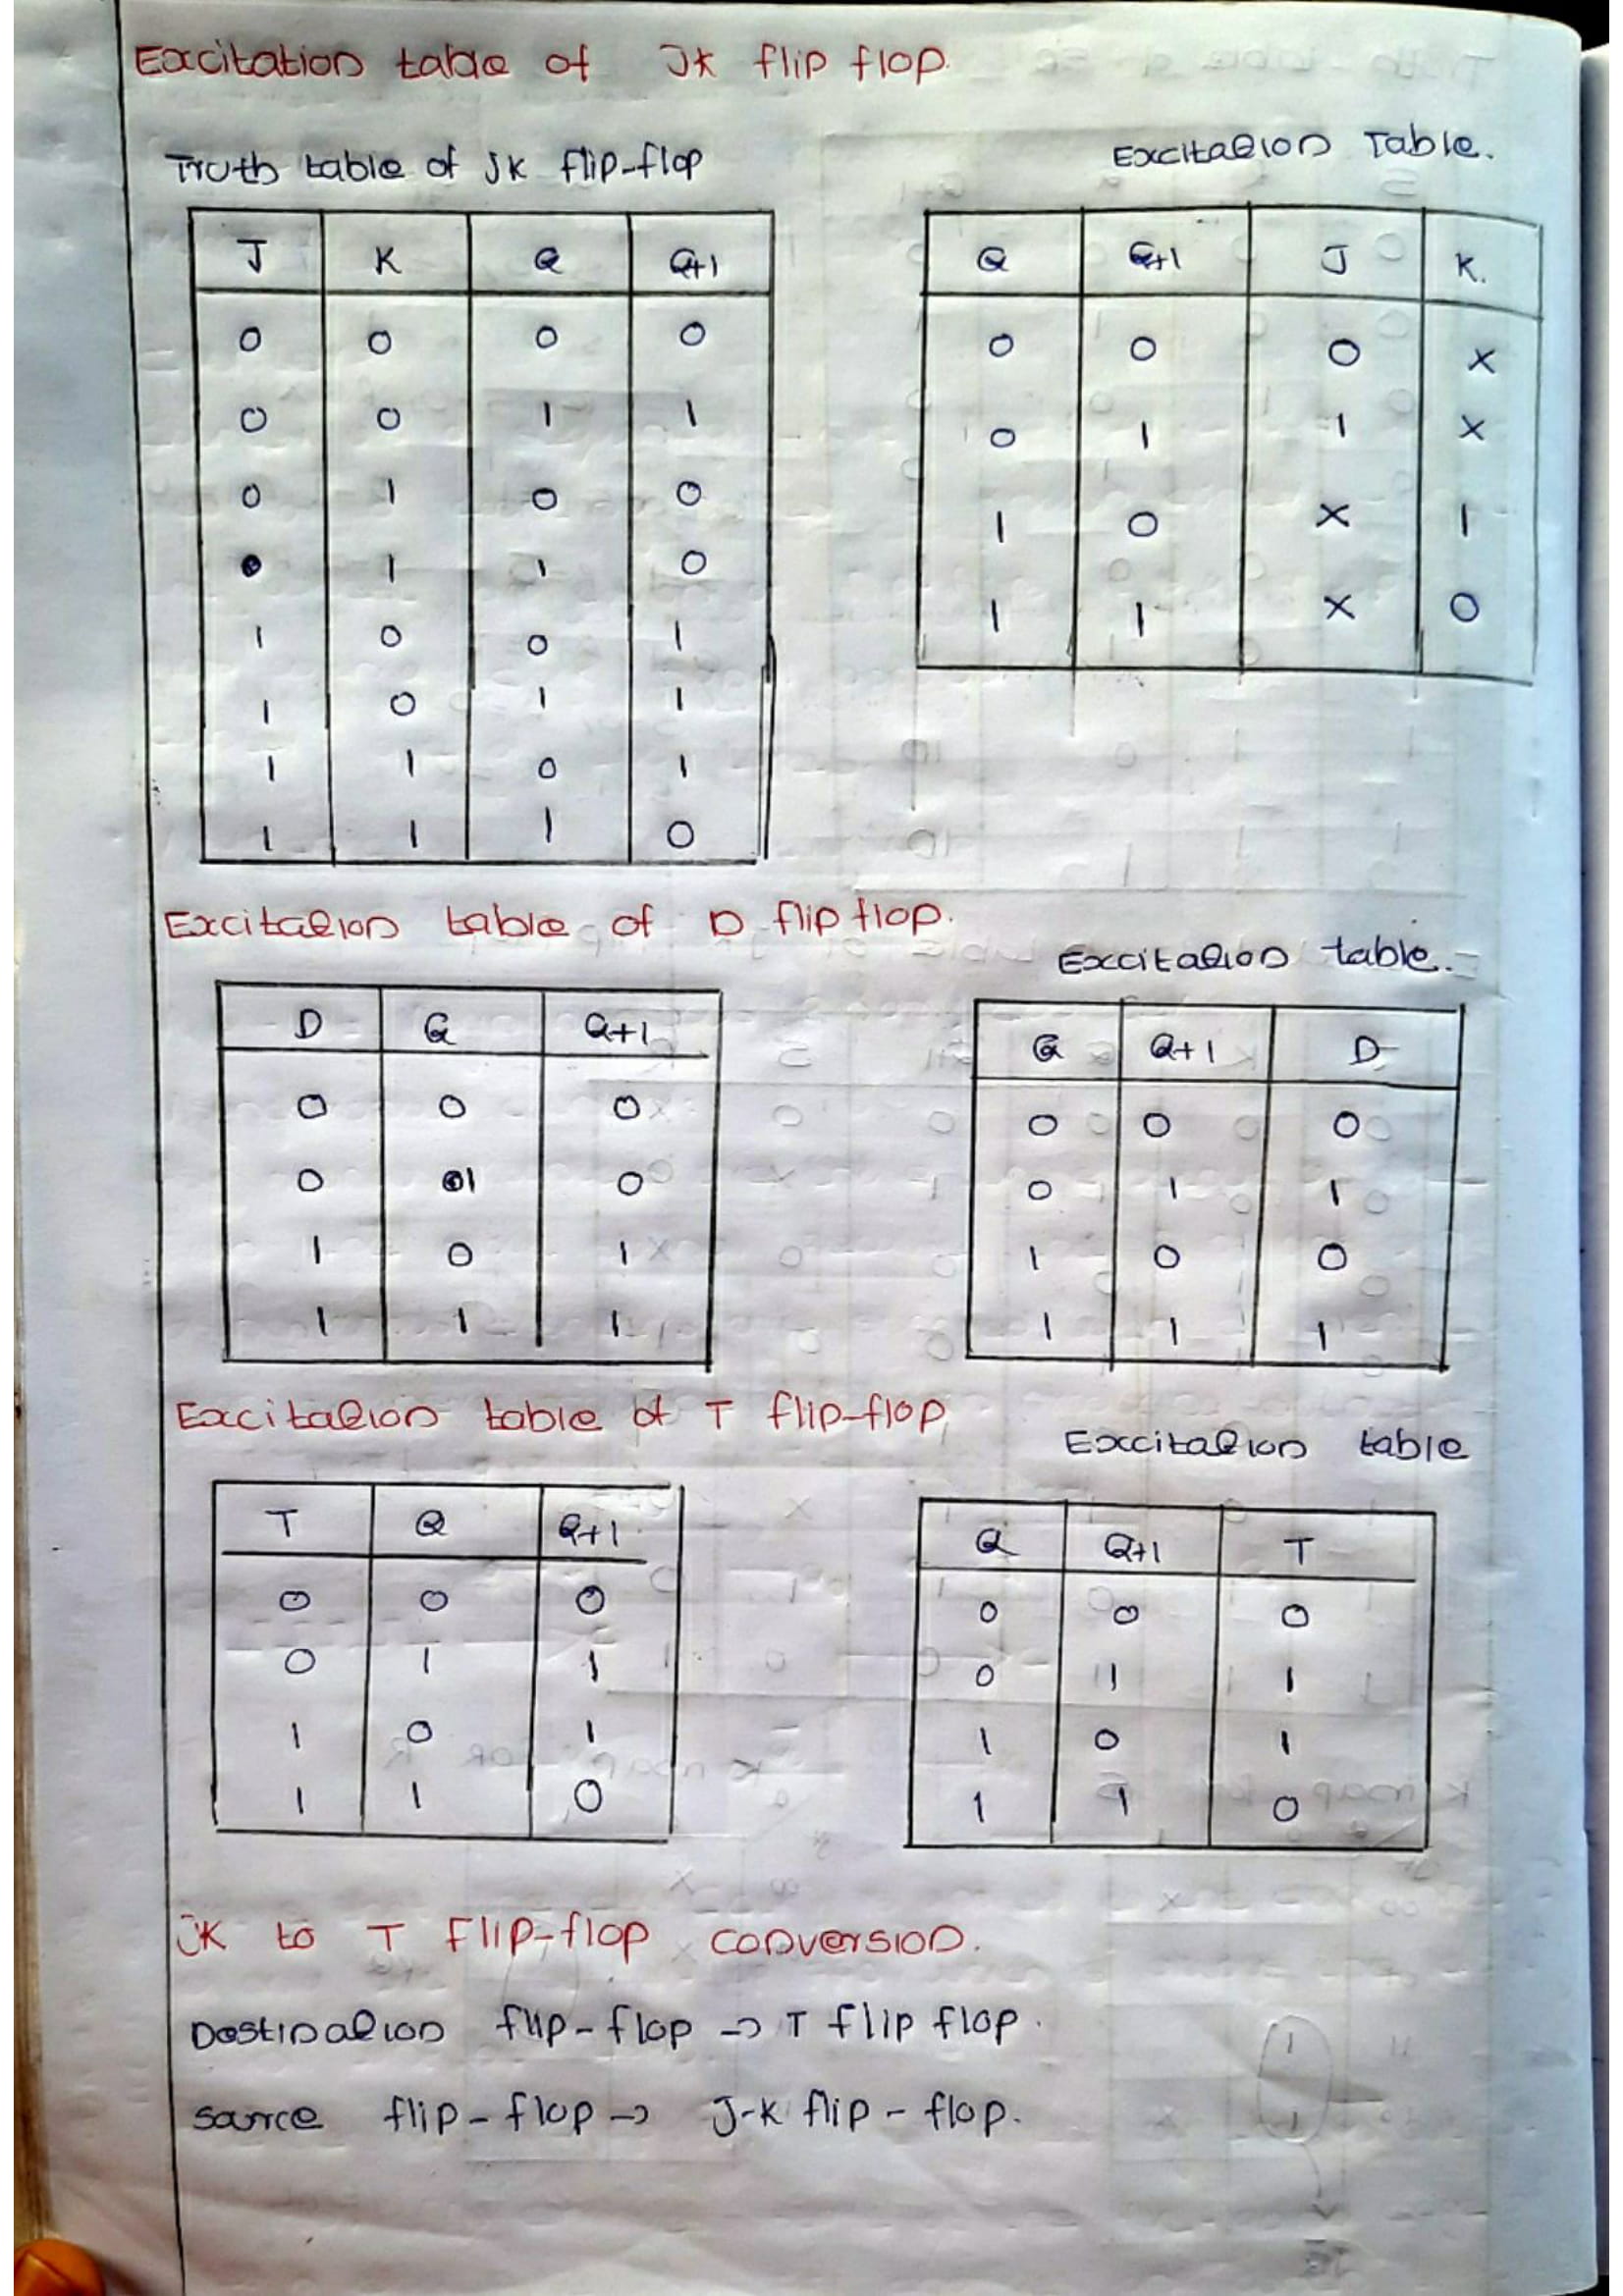 Excitation table of JK flip flop.
Truth table of JK flip-flop
J K Q Q+1
0 0 0 0
0 0 1 1
0 1 0 0
0 1 1 0
1 0 0 1
1 0 1 1
1 1 0 1
1 1 1 0
Excitation Table.
Q Q+1 J K.
0 0 0 X
0 1 1 X
1 0 X 1
1 1 X 0
Excitation table of D flip flop.
D Q Q+1
0 0 0
0 1 0
1 0 1
1 1 1
Excitation table.
Q Q+1 D
0 0 0
0 1 1
1 0 0
1 1 1
Excitation table of T flip-flop
T Q Q+1
0 0 0
0 1 1
1 0 1
1 1 0
Excitation table
Q Q+1 T
0 0 0
0 1 1
1 0 1
1 1 0
JK to T Flip-flop conversion.
Destination flip-flop -> T flip flop.
source flip-flop -> J-K flip-flop.